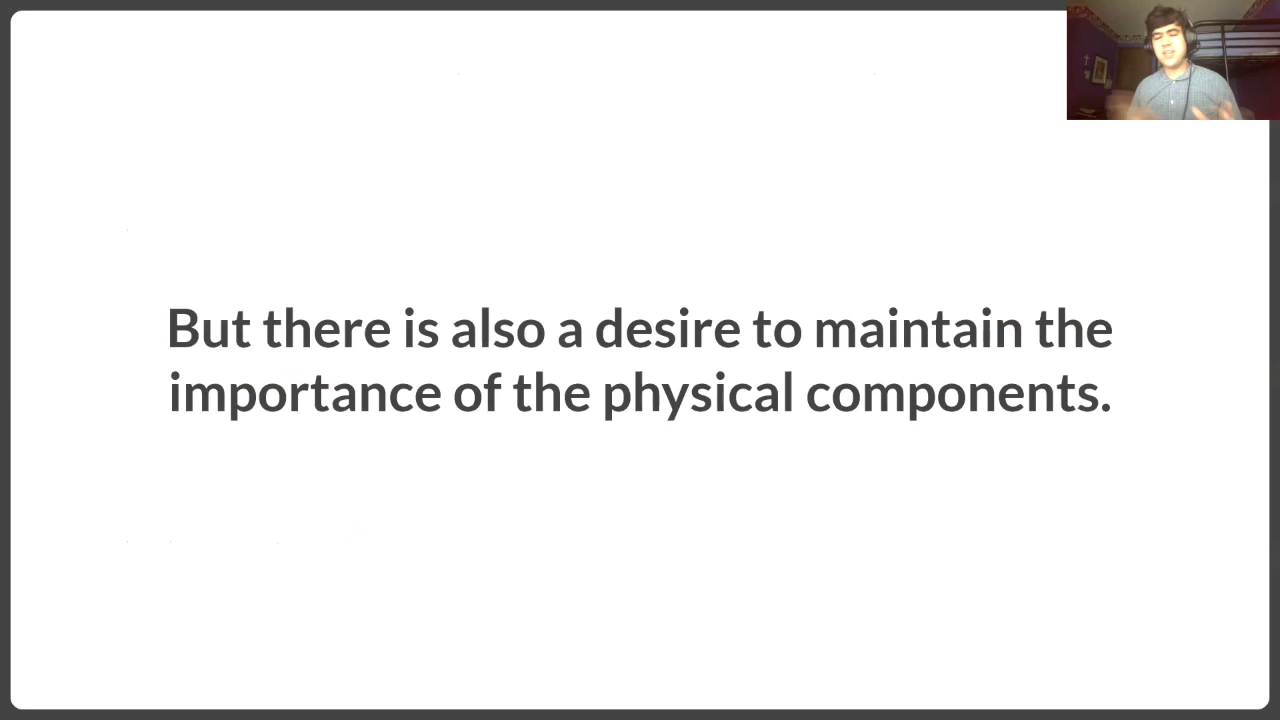 But there is also a desire to maintain the
importance of the physical components.